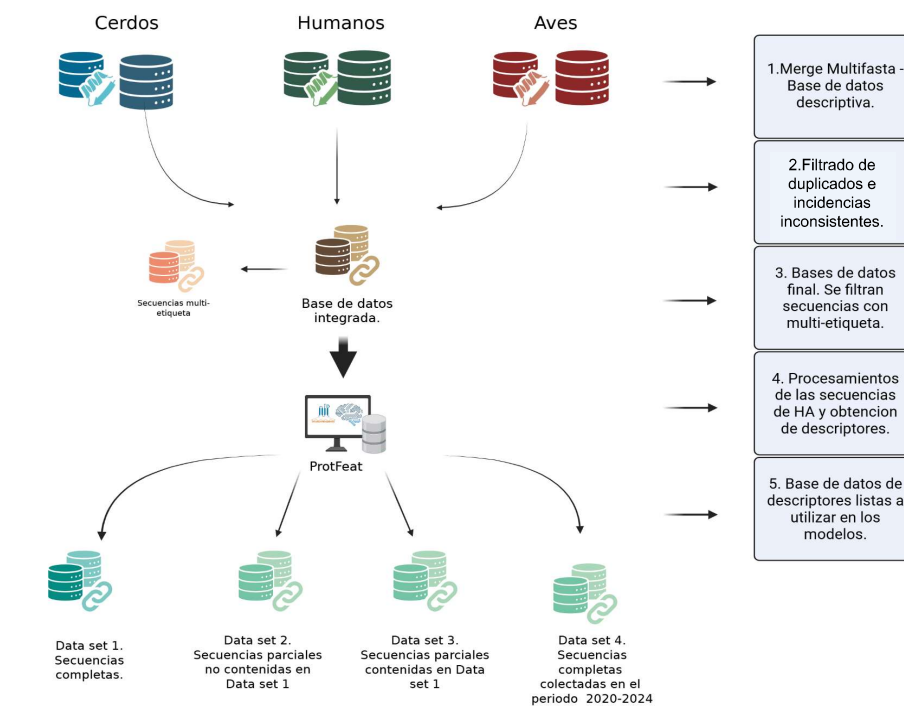 Cerdos
Humanos
Aves
1.Merge Multifasta -
Base de datos
descriptiva.
2.Filtrado de
duplicados e
incidencias
inconsistentes.
Secuencias multi-
etiqueta
Base de datos
integrada.
3. Bases de datos
final. Se filtran
secuencias con
multi-etiqueta.
ProtFeat
4. Procesamientos
de las secuencias
de HA y obtencion
de descriptores.
5. Base de datos de
descriptores listas a
utilizar en los
modelos.
Data set 1.
Secuencias
completas.
Data set 2.
Secuencias parciales
no contenidas en
Data set 1
Data set 3.
Secuencias parciales
contenidas en Data
set 1
Data set 4.
Secuencias
completas
colectadas en el
periodo 2020-2024